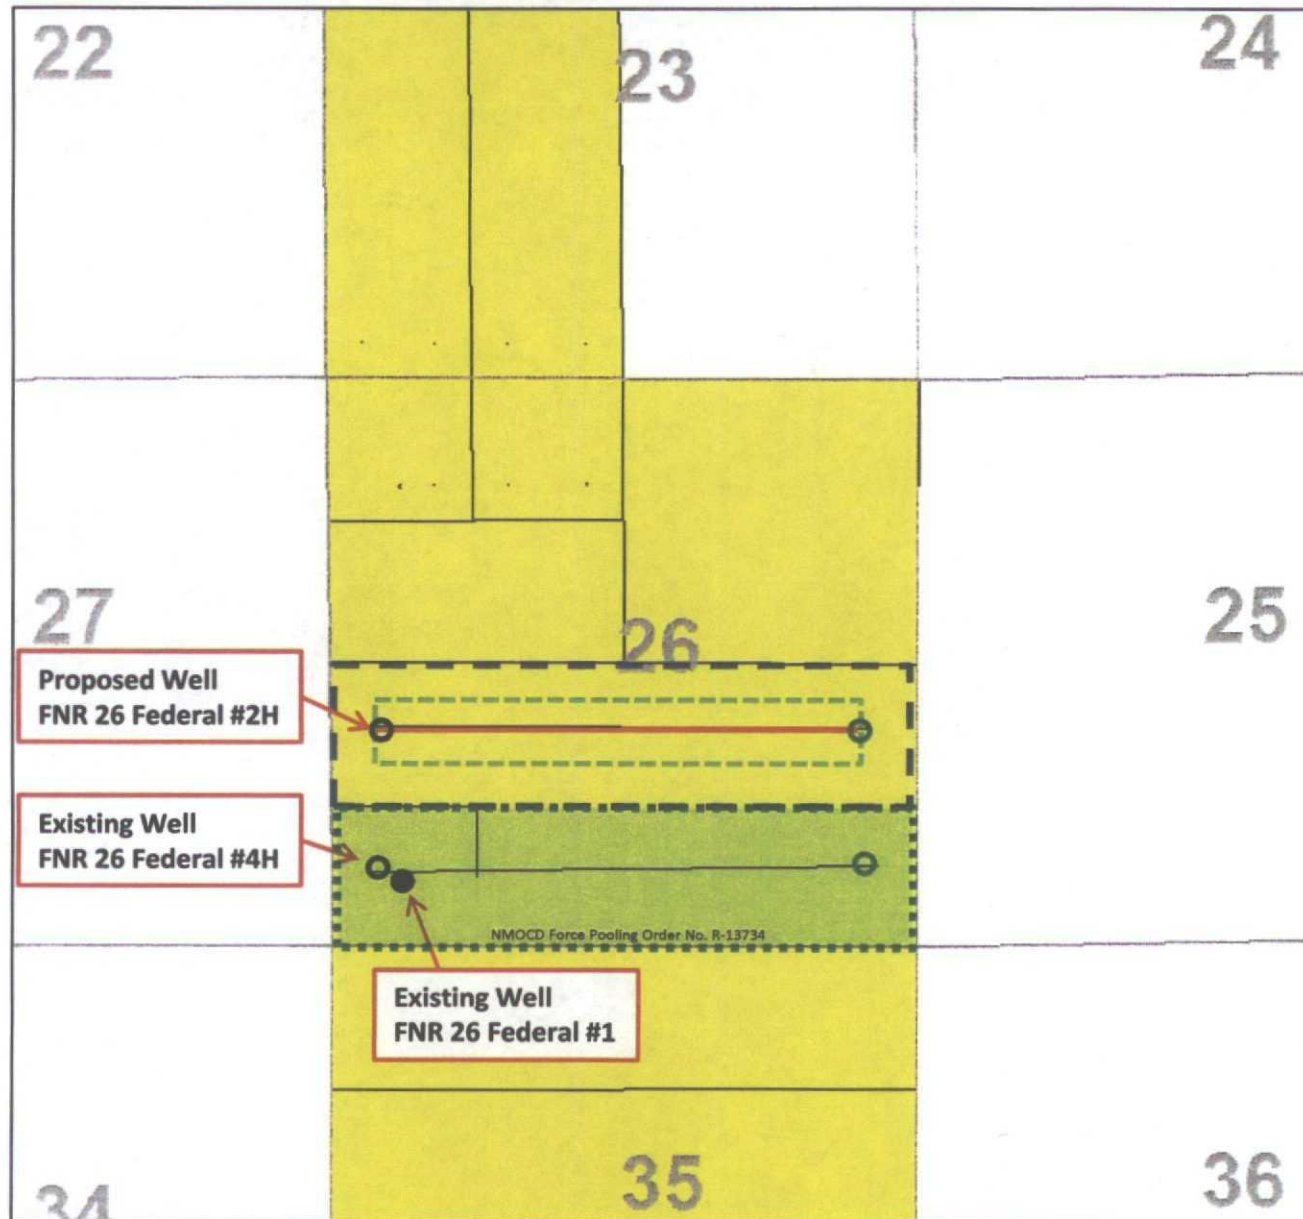 22
23
24
27
26
25
Proposed Well
FNR 26 Federal #2H
Existing Well
FNR 26 Federal #4H
NMOCD Force Pooling Order No. R-13734
Existing Well
FNR 26 Federal #1
34
35
36